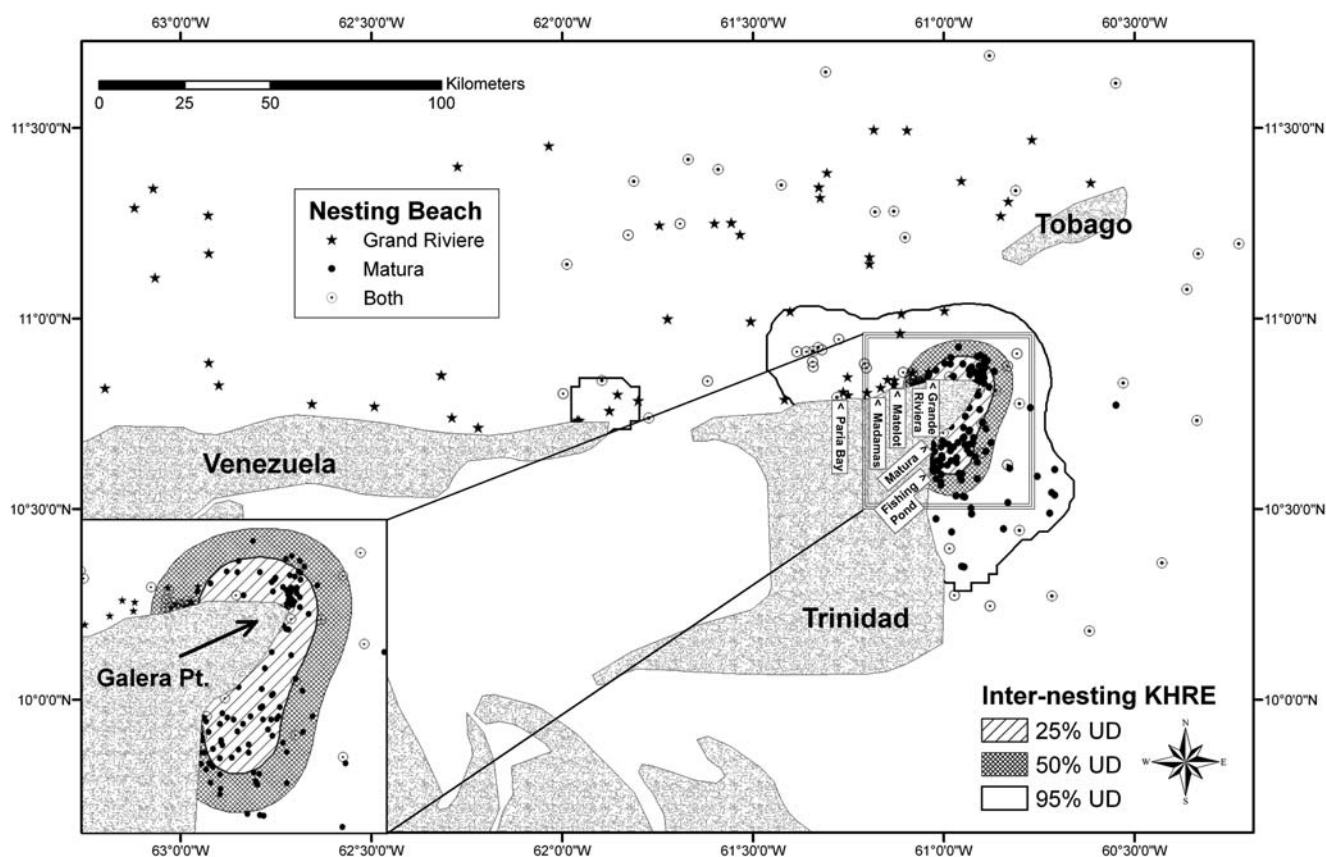 63°0'0"W 62°30'0"W 62°0'0"W 61°30'0"W 61°0'0"W 60°30'0"W
Kilometers
0 25 50 100
11°30'0"N 11°30'0"N
Nesting Beach
Grand Riviere
Matura
Both
Tobago
11°0'0"N 11°0'0"N
< Paria Bay
< Madamas
< Matelot
< Grande
Riviera
Matura >
Fishing >
Pond
Venezuela
10°30'0"N 10°30'0"N
Trinidad
Galera Pt.
10°0'0"N 10°0'0"N
Inter-nesting KHRE
25% UD
50% UD
95% UD
N
W E
S
63°0'0"W 62°30'0"W 62°0'0"W 61°30'0"W 61°0'0"W 60°30'0"W